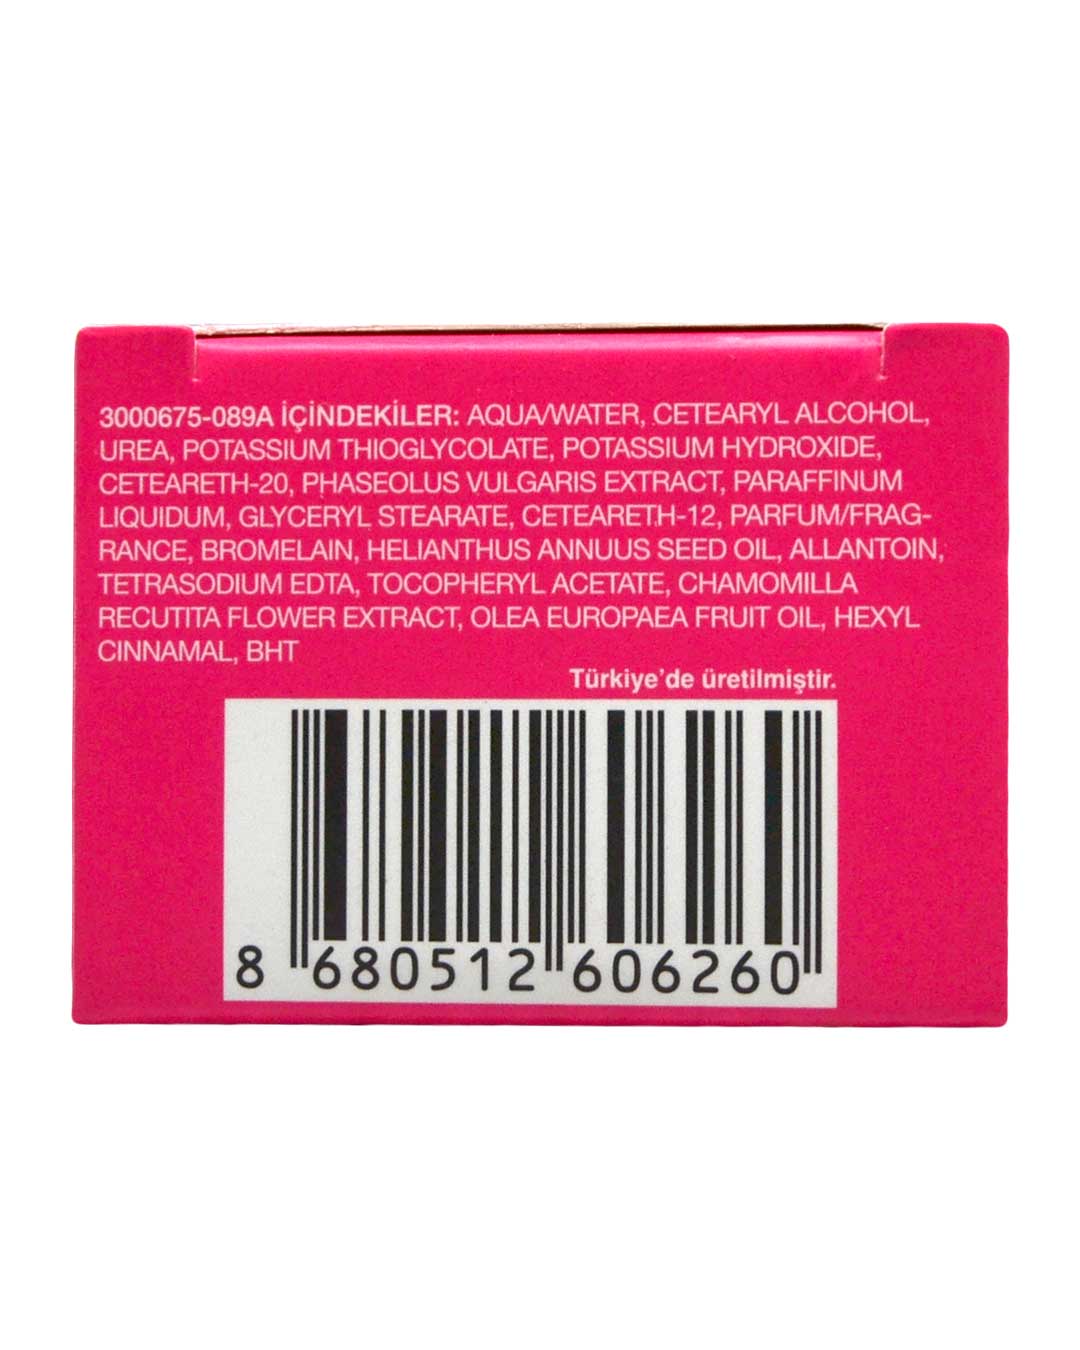 3000675-089A İÇİNDEKİLER: AQUA/WATER, CETEARYL ALCOHOL,
UREA, POTASSIUM THIOGLYCOLATE, POTASSIUM HYDROXIDE,
CETEARETH-20, PHASEOLUS VULGARIS EXTRACT, PARAFFINUM
LIQUIDUM, GLYCERYL STEARATE, CETEARETH-12, PARFUM/FRAG-
RANCE, BROMELAIN, HELIANTHUS ANNUUS SEED OIL, ALLANTOIN,
TETRASODIUM EDTA, TOCOPHERYL ACETATE, CHAMOMILLA
RECUTITA FLOWER EXTRACT, OLEA EUROPAEA FRUIT OIL, HEXYL
CINNAMAL, BHT
Türkiye'de üretilmiştir.
8 680512 606260